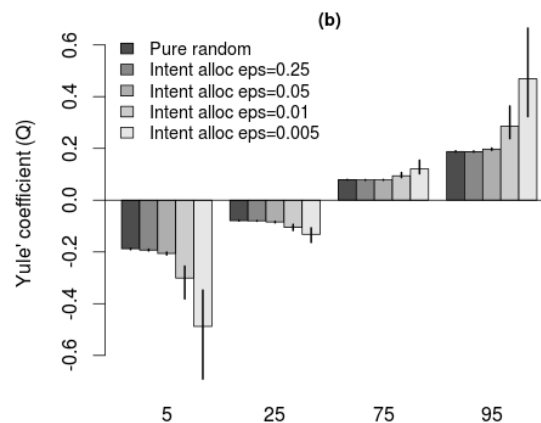 (b)
Pure random
Intent alloc eps=0.25
Intent alloc eps=0.05
Intent alloc eps=0.01
Intent alloc eps=0.005
Yule' coefficient (Q)
0.6
0.4
0.2
0.0
-0.2
-0.4
-0.6
5 25 75 95